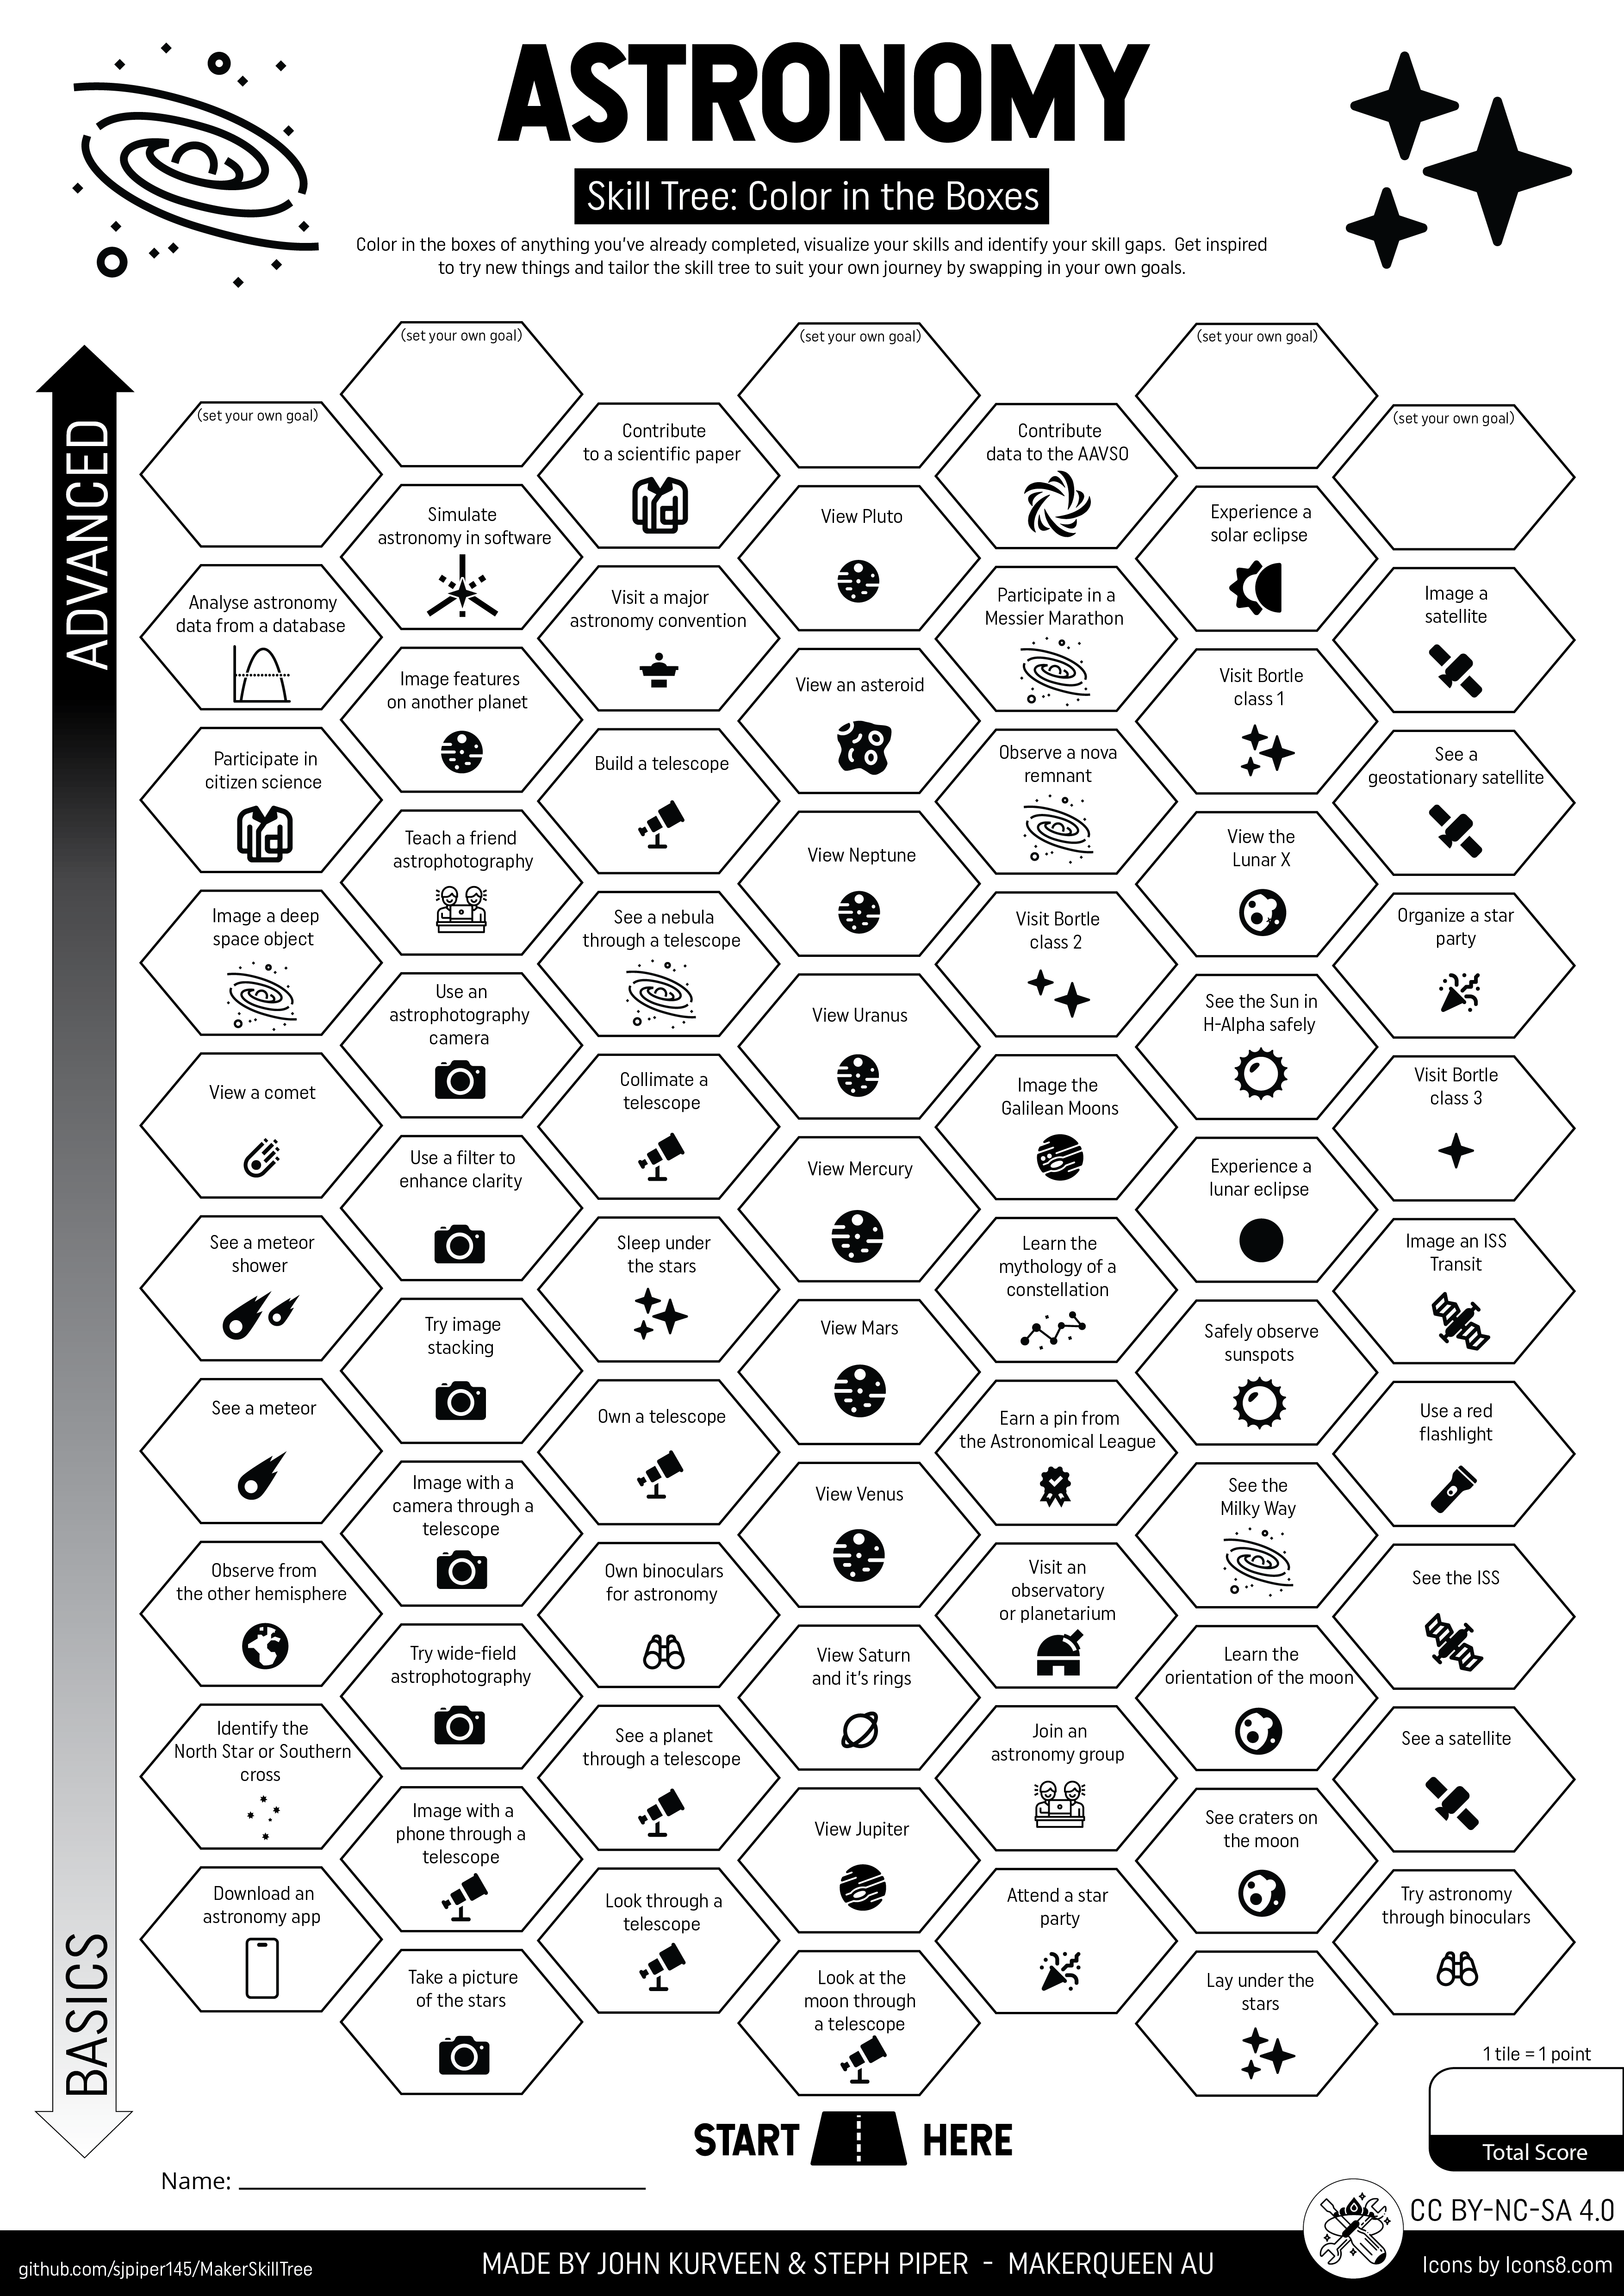 ASTRONOMY
Skill Tree: Color in the Boxes
Color in the boxes of anything you've already completed, visualize your skills and identify your skill gaps.  Get inspired
to try new things and tailor the skill tree to suit your own journey by swapping in your own goals.
ADVANCED
BASICS
(set your own goal)
(set your own goal)
(set your own goal)
(set your own goal)
(set your own goal)
Contribute
to a scientific paper
Contribute
data to the AAVSO
Simulate
astronomy in software
View Pluto
Experience a
solar eclipse
Analyse astronomy
data from a database
Visit a major
astronomy convention
Participate in a
Messier Marathon
Image a
satellite
Image features
on another planet
View an asteroid
Visit Bortle
class 1
Participate in
citizen science
Build a telescope
Observe a nova
remnant
See a
geostationary satellite
Teach a friend
astrophotography
View Neptune
View the
Lunar X
Image a deep
space object
See a nebula
through a telescope
Visit Bortle
class 2
Organize a star
party
Use an
astrophotography
camera
View Uranus
See the Sun in
H-Alpha safely
View a comet
Collimate a
telescope
Image the
Galilean Moons
Visit Bortle
class 3
Use a filter to
enhance clarity
View Mercury
Experience a
lunar eclipse
See a meteor
shower
Sleep under
the stars
Learn the
mythology of a
constellation
Image an ISS
Transit
Try image
stacking
View Mars
Safely observe
sunspots
See a meteor
Own a telescope
Earn a pin from
the Astronomical League
Use a red
flashlight
Image with a
camera through a
telescope
View Venus
See the
Milky Way
Observe from
the other hemisphere
Own binoculars
for astronomy
Visit an
observatory
or planetarium
See the ISS
Try wide-field
astrophotography
View Saturn
and it's rings
Learn the
orientation of the moon
Identify the
North Star or Southern
cross
See a planet
through a telescope
Join an
astronomy group
See a satellite
Image with a
phone through a
telescope
View Jupiter
See craters on
the moon
Download an
astronomy app
Look through a
telescope
Attend a star
party
Try astronomy
through binoculars
Take a picture
of the stars
Look at the
moon through
a telescope
Lay under the
stars
1 tile = 1 point
Total Score
START HERE
Name:
CC BY-NC-SA 4.0
github.com/sjpiper145/MakerSkillTree
MADE BY JOHN KURVEEN & STEPH PIPER  -  MAKERQUEEN AU
Icons by Icons8.com